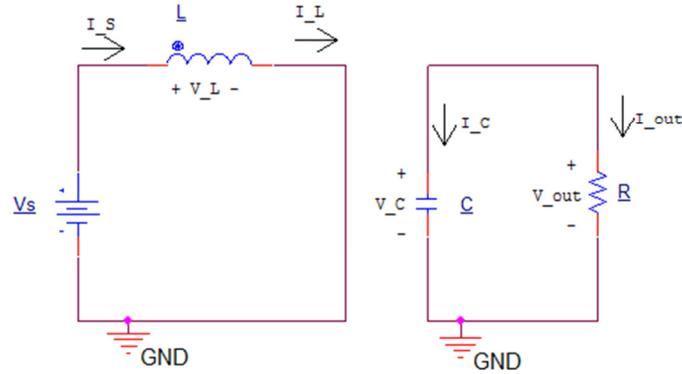 L
I_S
I_L
+ V_L -
I_C
I_out
+
+
Vs
V_C
C
V_out
R
-
-
GND
GND